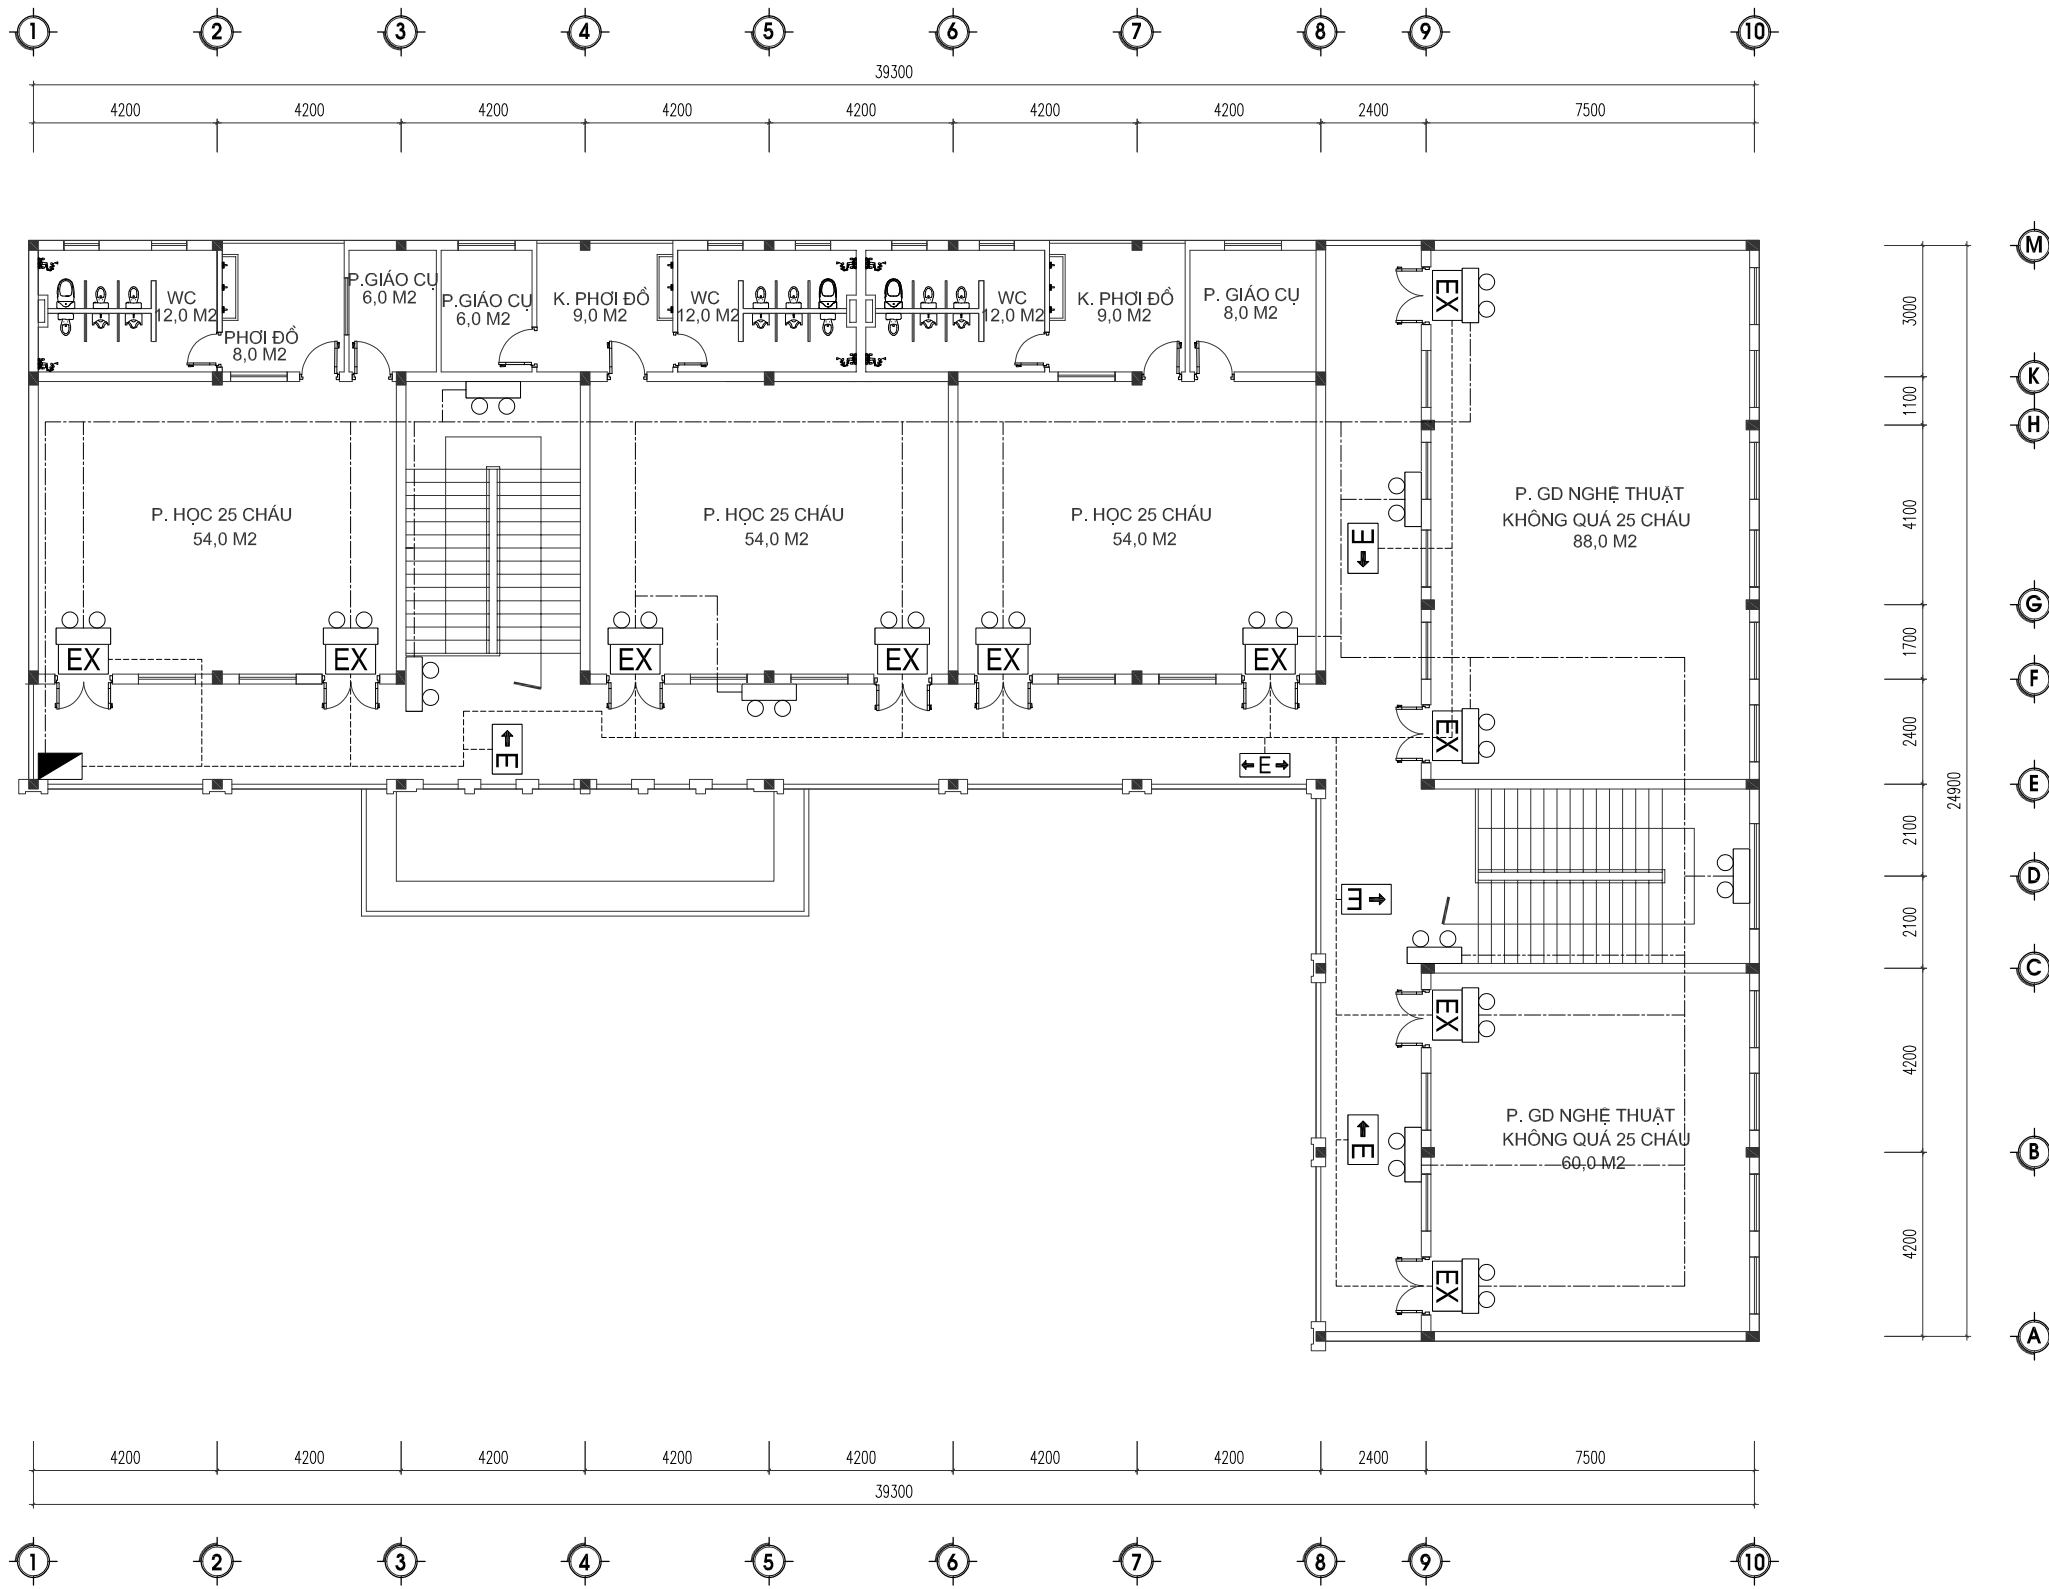 1 2 3 4 5 6 7 8 9 10
39300
4200 4200 4200 4200 4200 4200 4200 2400 7500
M
WC
12,0 M2
PHƠI ĐỒ
8,0 M2
P.GIÁO CỤ
6,0 M2
P.GIÁO CỤ
6,0 M2
K. PHƠI ĐỒ
9,0 M2
WC
12,0 M2
WC
12,0 M2
K. PHƠI ĐỒ
9,0 M2
P. GIÁO CỤ
8,0 M2
EX
3000
K
1100
H
P. HỌC 25 CHÁU
54,0 M2
P. HỌC 25 CHÁU
54,0 M2
P. HỌC 25 CHÁU
54,0 M2
P. GD NGHỆ THUẬT
KHÔNG QUÁ 25 CHÁU
88,0 M2
E
4100
G
1700
EX EX EX EX EX EX
F
EX
2400
E
E
E
24900
2100
D
E
2100
C
EX
4200
P. GD NGHỆ THUẬT
KHÔNG QUÁ 25 CHÁU
60,0 M2
E
B
4200
EX
A
4200 4200 4200 4200 4200 4200 4200 2400 7500
39300
1 2 3 4 5 6 7 8 9 10